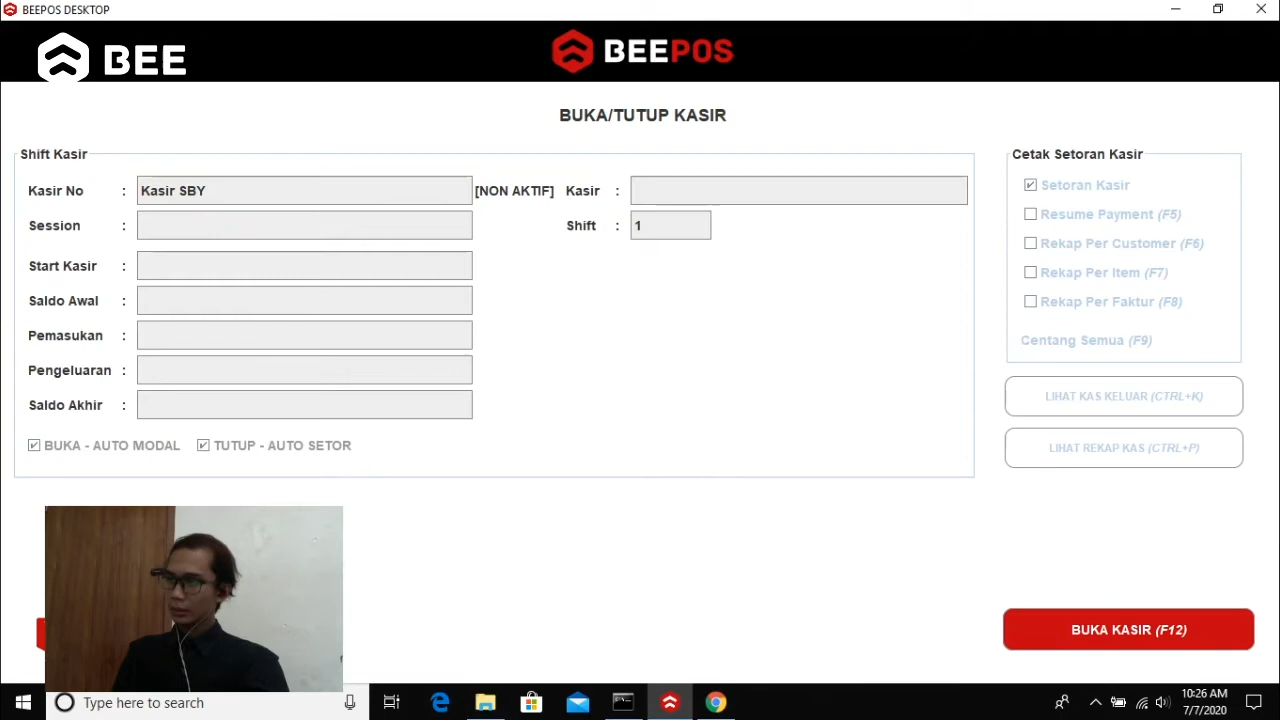 BEEPOS DESKTOP
BEE
BEEPOS
BUKA/TUTUP KASIR
Shift Kasir
Kasir No : Kasir SBY [NON AKTIF] Kasir :
Session : Shift : 1
Start Kasir :
Saldo Awal :
Pemasukan :
Pengeluaran :
Saldo Akhir :
BUKA - AUTO MODAL TUTUP - AUTO SETOR
Cetak Setoran Kasir
Setoran Kasir
Resume Payment (F5)
Rekap Per Customer (F6)
Rekap Per Item (F7)
Rekap Per Faktur (F8)
Centang Semua (F9)
LIHAT KAS KELUAR (CTRL+K)
LIHAT REKAP KAS (CTRL+P)
BUKA KASIR (F12)
Type here to search
10:26 AM
7/7/2020